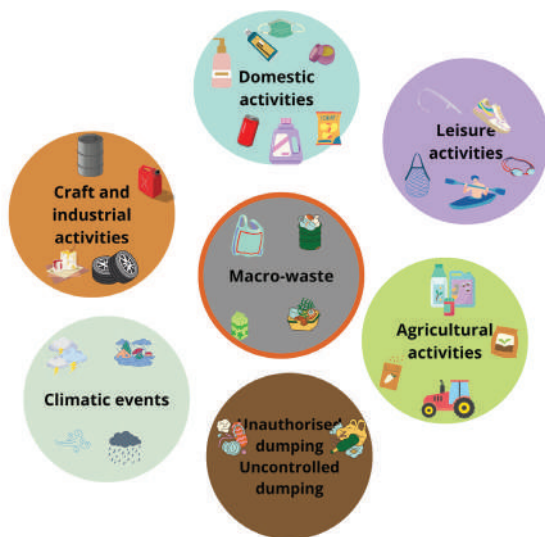 Domestic
activities
Leisure
activities
Craft and
industrial
activities
Macro-waste
Agricultural
activities
Climatic events
Unauthorised
dumping
Uncontrolled
dumping